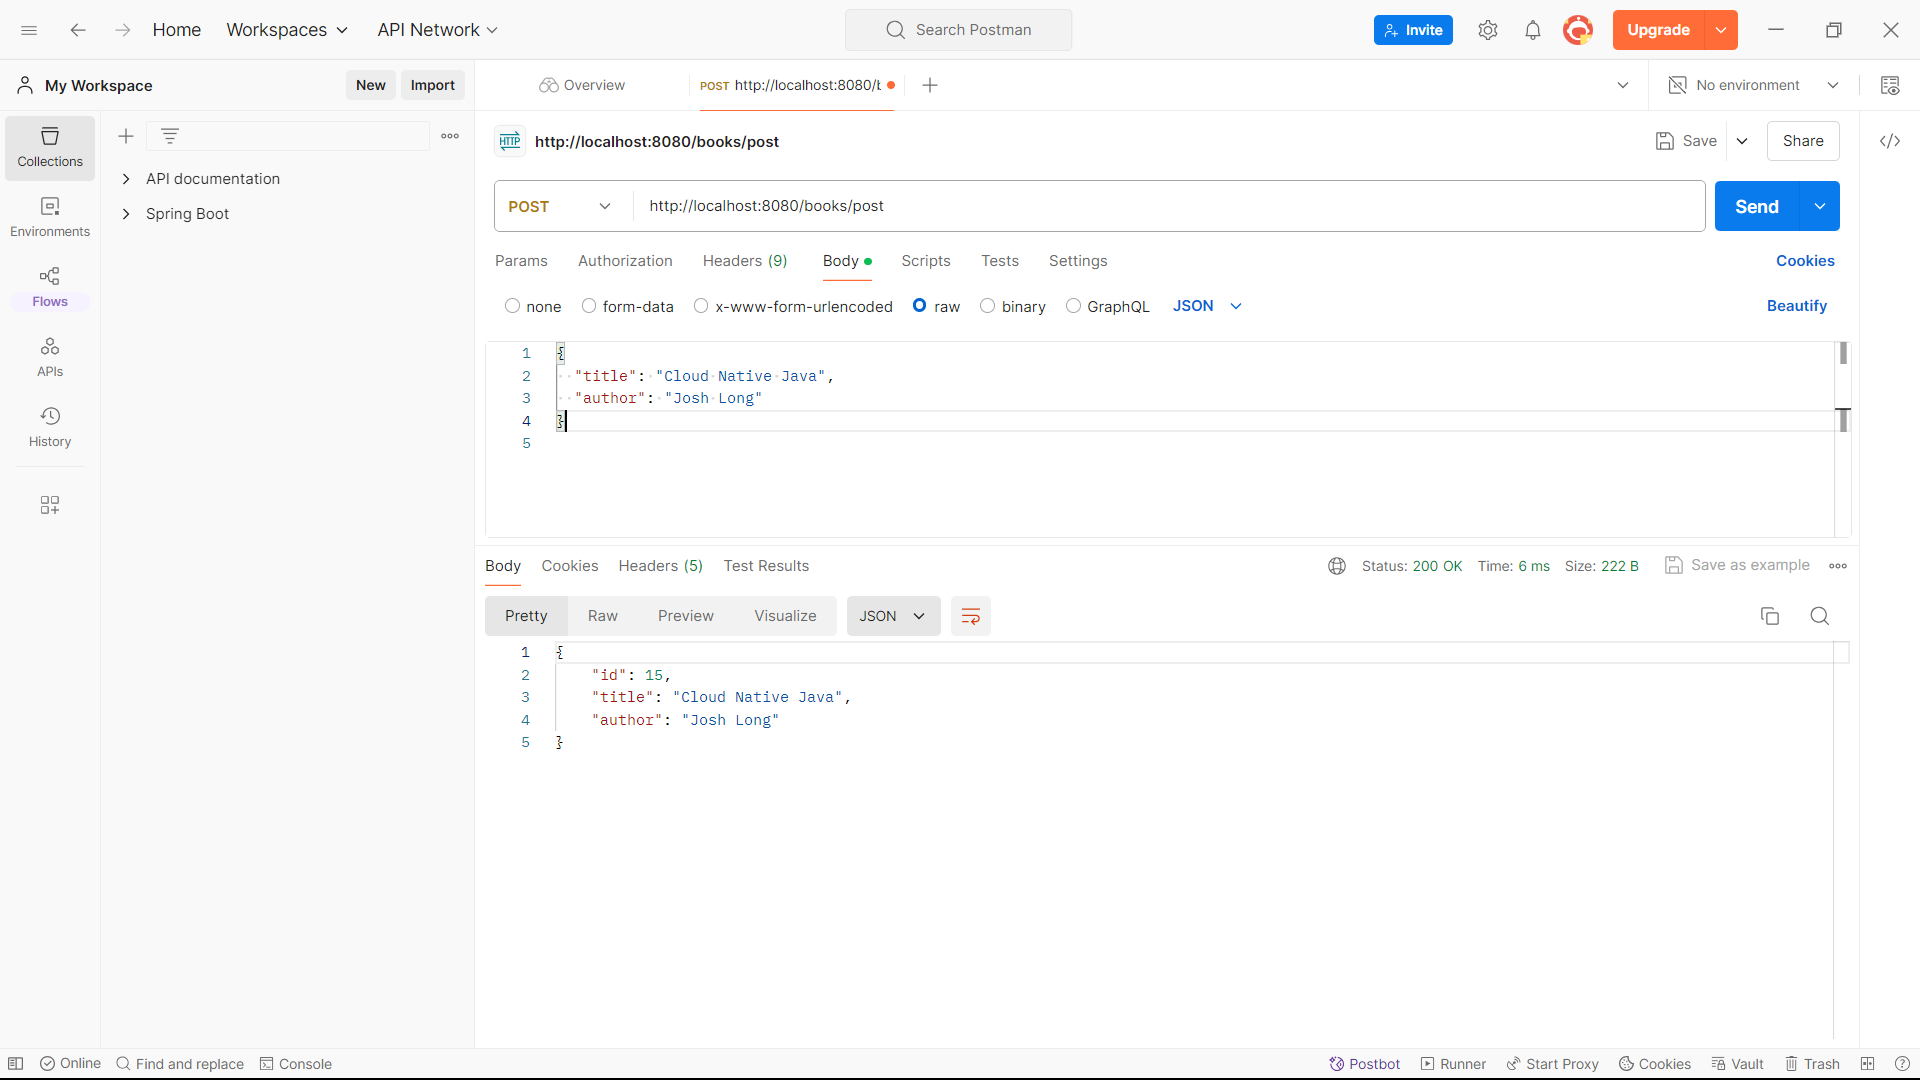 Home Workspaces API Network Search Postman Invite Upgrade
My Workspace New Import Overview POST http://localhost:8080/b No environment
Collections
Environments
Flows
APIs
History
API documentation
Spring Boot
HTTP http://localhost:8080/books/post Save Share
POST http://localhost:8080/books/post Send
Params Authorization Headers (9) Body Scripts Tests Settings Cookies
none form-data x-www-form-urlencoded raw binary GraphQL JSON Beautify
1 {
2 "title": "Cloud Native Java",
3 "author": "Josh Long"
4 }
5
Body Cookies Headers (5) Test Results Status: 200 OK Time: 6 ms Size: 222 B Save as example
Pretty Raw Preview Visualize JSON
1 {
2 "id": 15,
3 "title": "Cloud Native Java",
4 "author": "Josh Long"
5 }
Online Find and replace Console Postbot Runner Start Proxy Cookies Vault Trash